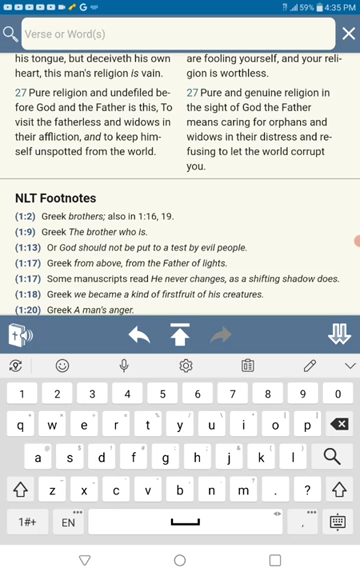 59% 4:35 PM
Verse or Word(s)
his tongue, but deceiveth his own
heart, this man's religion is vain.
27 Pure religion and undefiled be-
fore God and the Father is this, To
visit the fatherless and widows in
their affliction, and to keep him-
self unspotted from the world.
are fooling yourself, and your reli-
gion is worthless.
27 Pure and genuine religion in
the sight of God the Father
means caring for orphans and
widows in their distress and re-
fusing to let the world corrupt
you.
NLT Footnotes
(1:2) Greek brothers; also in 1:16, 19.
(1:9) Greek The brother who is.
(1:13) Or God should not be put to a test by evil people.
(1:17) Greek from above, from the Father of lights.
(1:17) Some manuscripts read He never changes, as a shifting shadow does.
(1:18) Greek we became a kind of firstfruit of his creatures.
(1:20) Greek A man's anger.
1 2 3 4 5 6 7 8 9 0
q w e r t y u i o p
a s d f g h j k l
z x c v b n m . ?
1#+ EN ,